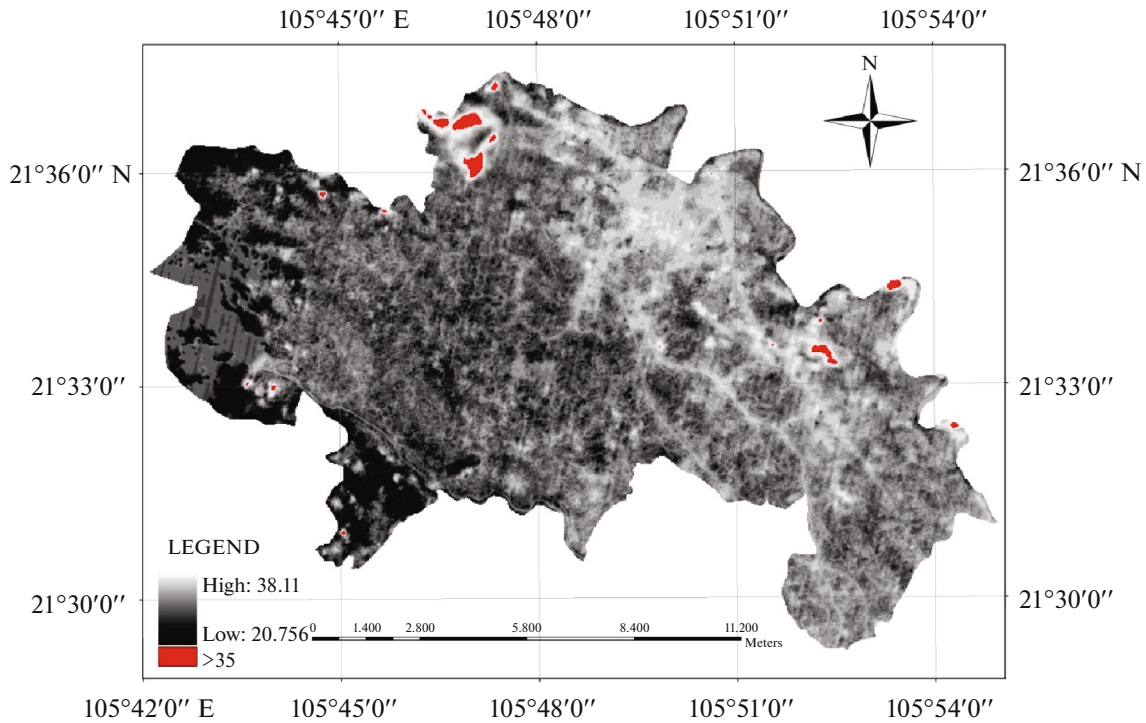 105°45′0′′ E 105°48′0′′ 105°51′0′′ 105°54′0′′
N
21°36′0′′ N 21°36′0′′ N
21°33′0′′ 21°33′0′′
LEGEND
High: 38.11
Low: 20.756
>35
0 1.400 2.800 5.800 8.400 11.200
Meters
21°30′0′′ 21°30′0′′
105°42′0′′ E 105°45′0′′ 105°48′0′′ 105°51′0′′ 105°54′0′′